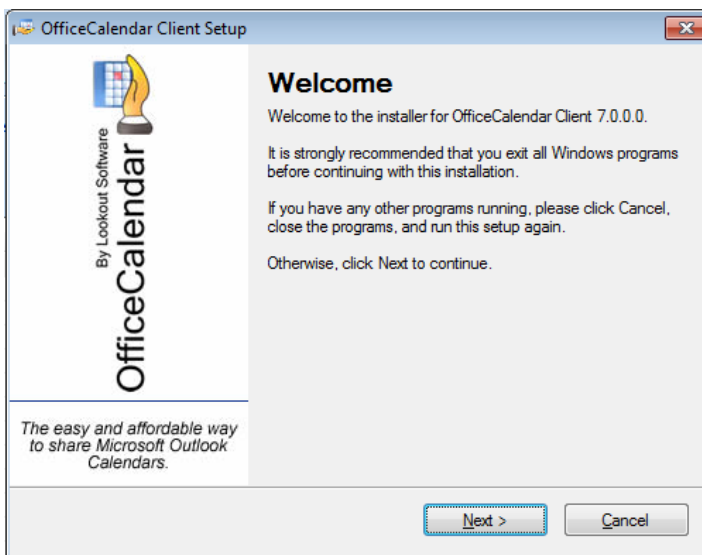 OfficeCalendar Client Setup
By Lookout Software
OfficeCalendar
The easy and affordable way
to share Microsoft Outlook
Calendars.
Welcome
Welcome to the installer for OfficeCalendar Client 7.0.0.0.
It is strongly recommended that you exit all Windows programs
before continuing with this installation.
If you have any other programs running, please click Cancel,
close the programs, and run this setup again.
Otherwise, click Next to continue.
Next >
Cancel